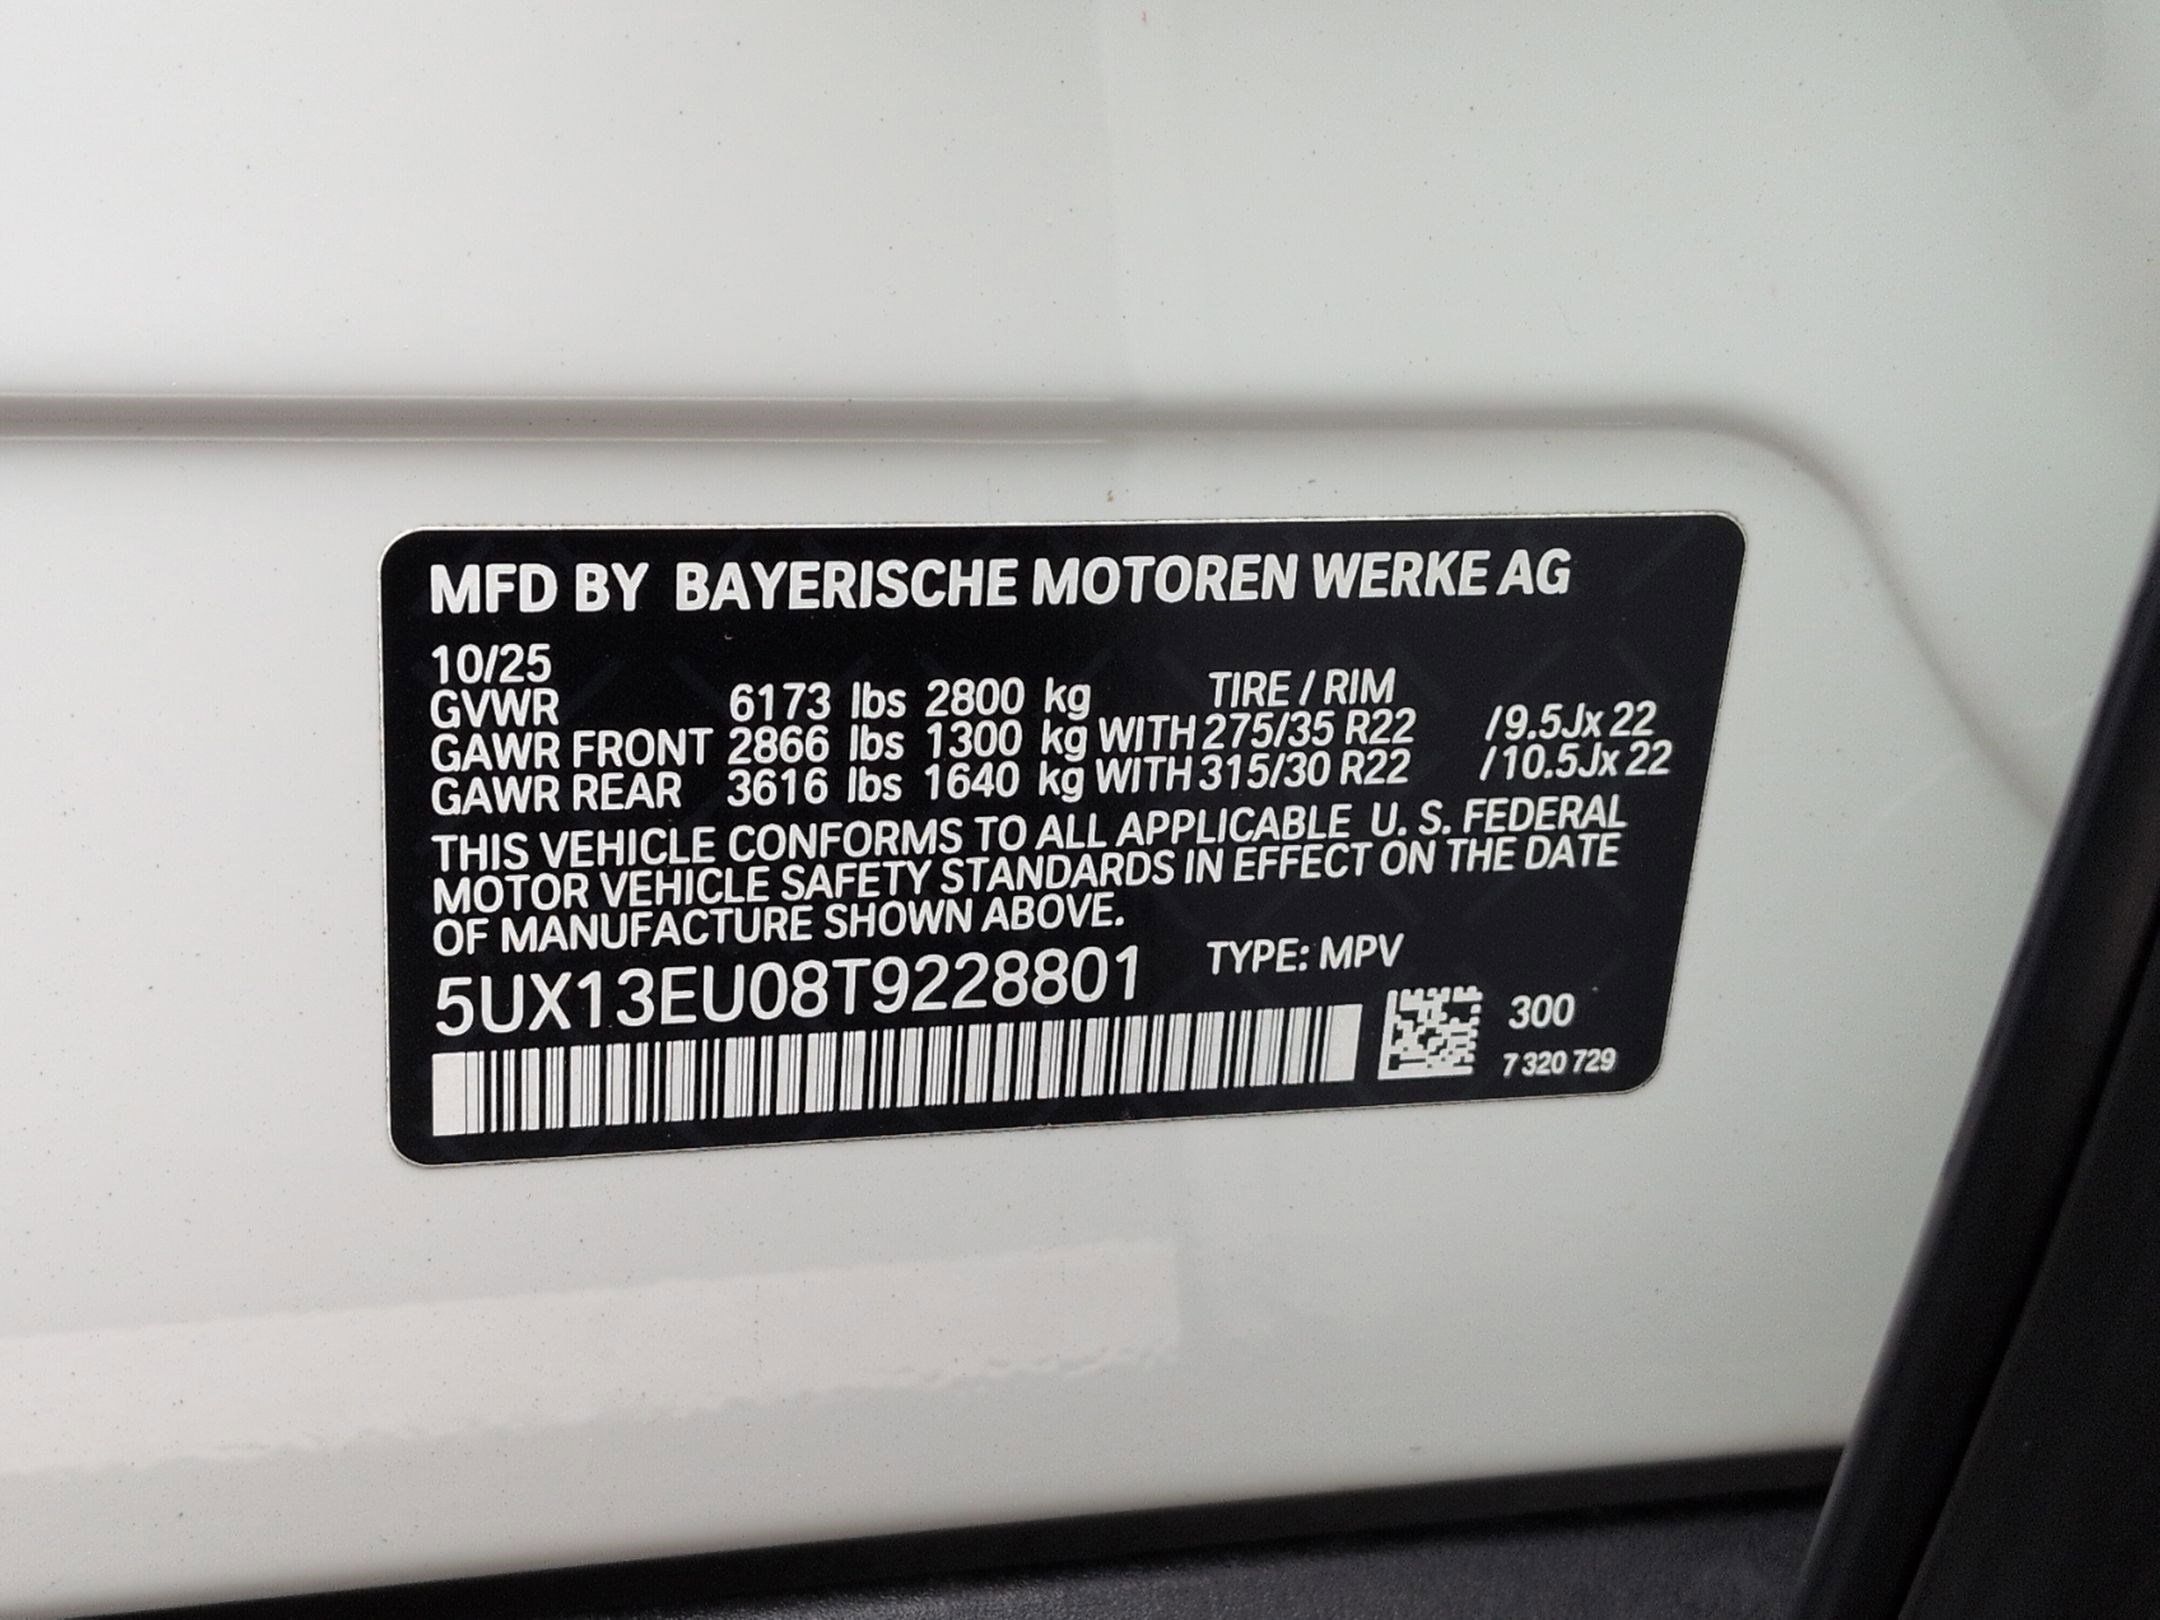 MFD BY BAYERISCHE MOTOREN WERKE AG
10/25
GVWR 6173 lbs 2800 kg TIRE / RIM
GAWR FRONT 2866 lbs 1300 kg WITH 275/35 R22 /9.5Jx 22
GAWR REAR 3616 lbs 1640 kg WITH 315/30 R22 /10.5Jx 22
THIS VEHICLE CONFORMS TO ALL APPLICABLE U. S. FEDERAL
MOTOR VEHICLE SAFETY STANDARDS IN EFFECT ON THE DATE
OF MANUFACTURE SHOWN ABOVE.
5UX13EU08T9228801 TYPE: MPV
300
7 320 729